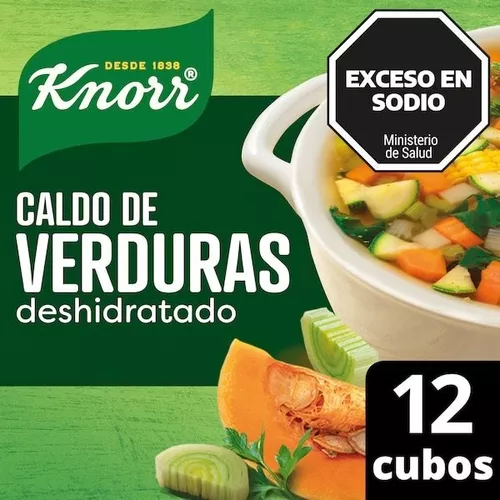 DESDE 1838
Knorr®
CALDO DE
VERDURAS
deshidratado
EXCESO EN
SODIO
Ministerio
de Salud
12
cubos